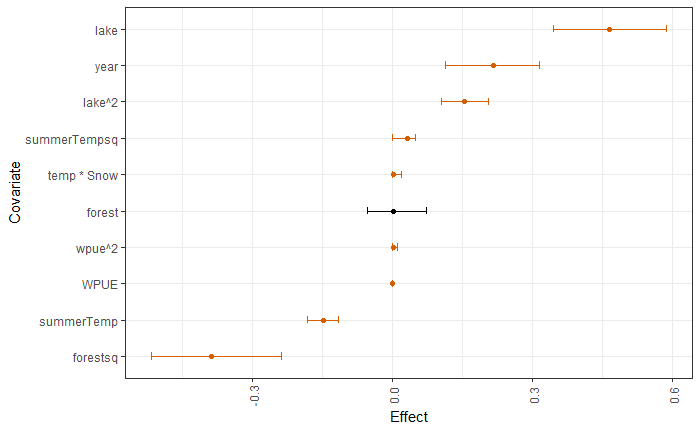 lake
year
lake^2
summerTempsq
temp * Snow
forest
wpue^2
WPUE
summerTemp
forestsq
Covariate
-0.3
0.0
0.3
0.6
Effect